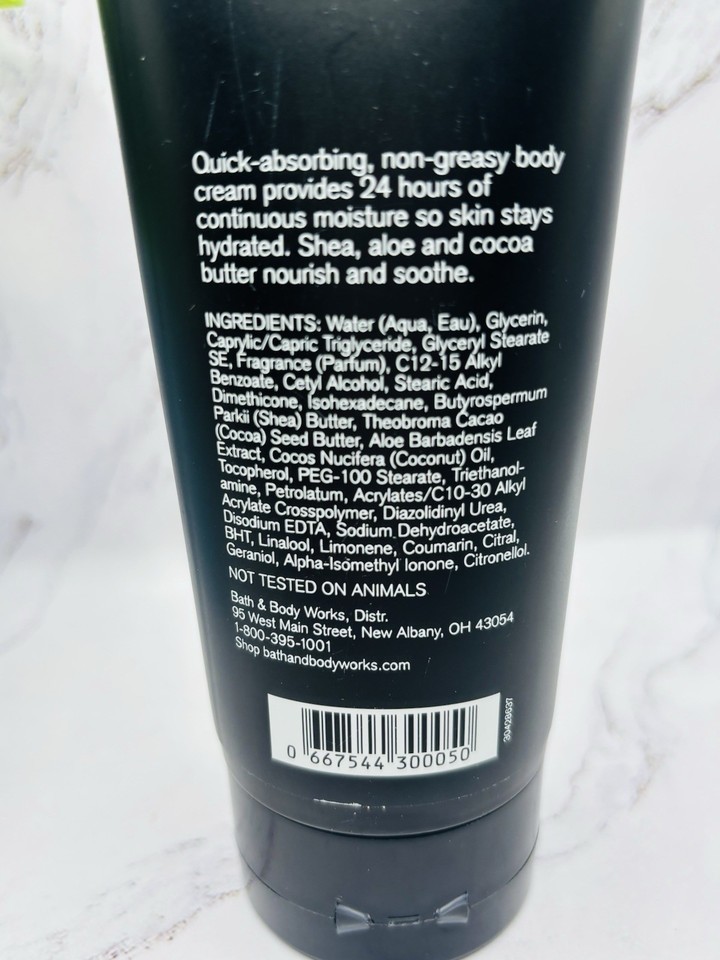 Quick-absorbing, non-greasy body
cream provides 24 hours of
continuous moisture so skin stays
hydrated. Shea, aloe and cocoa
butter nourish and soothe.
INGREDIENTS: Water (Aqua, Eau), Glycerin,
Caprylic/Capric Triglyceride, Glyceryl Stearate
SE, Fragrance (Parfum), C12-15 Alkyl
Benzoate, Cetyl Alcohol, Stearic Acid,
Dimethicone, Isohexadecane, Butyrospermum
Parkii (Shea) Butter, Theobroma Cacao
(Cocoa) Seed Butter, Aloe Barbadensis Leaf
Extract, Cocos Nucifera (Coconut) Oil,
Tocopherol, PEG-100 Stearate, Triethanol-
amine, Petrolatum, Acrylates/C10-30 Alkyl
Acrylate Crosspolymer, Diazolidinyl Urea,
Disodium EDTA, Sodium Dehydroacetate,
BHT, Linalool, Limonene, Coumarin, Citral,
Geraniol, Alpha-Isomethyl Ionone, Citronellol.
NOT TESTED ON ANIMALS
Bath & Body Works, Distr.
95 West Main Street, New Albany, OH 43054
1-800-395-1001
Shop bathandbodyworks.com
0 667544 300050